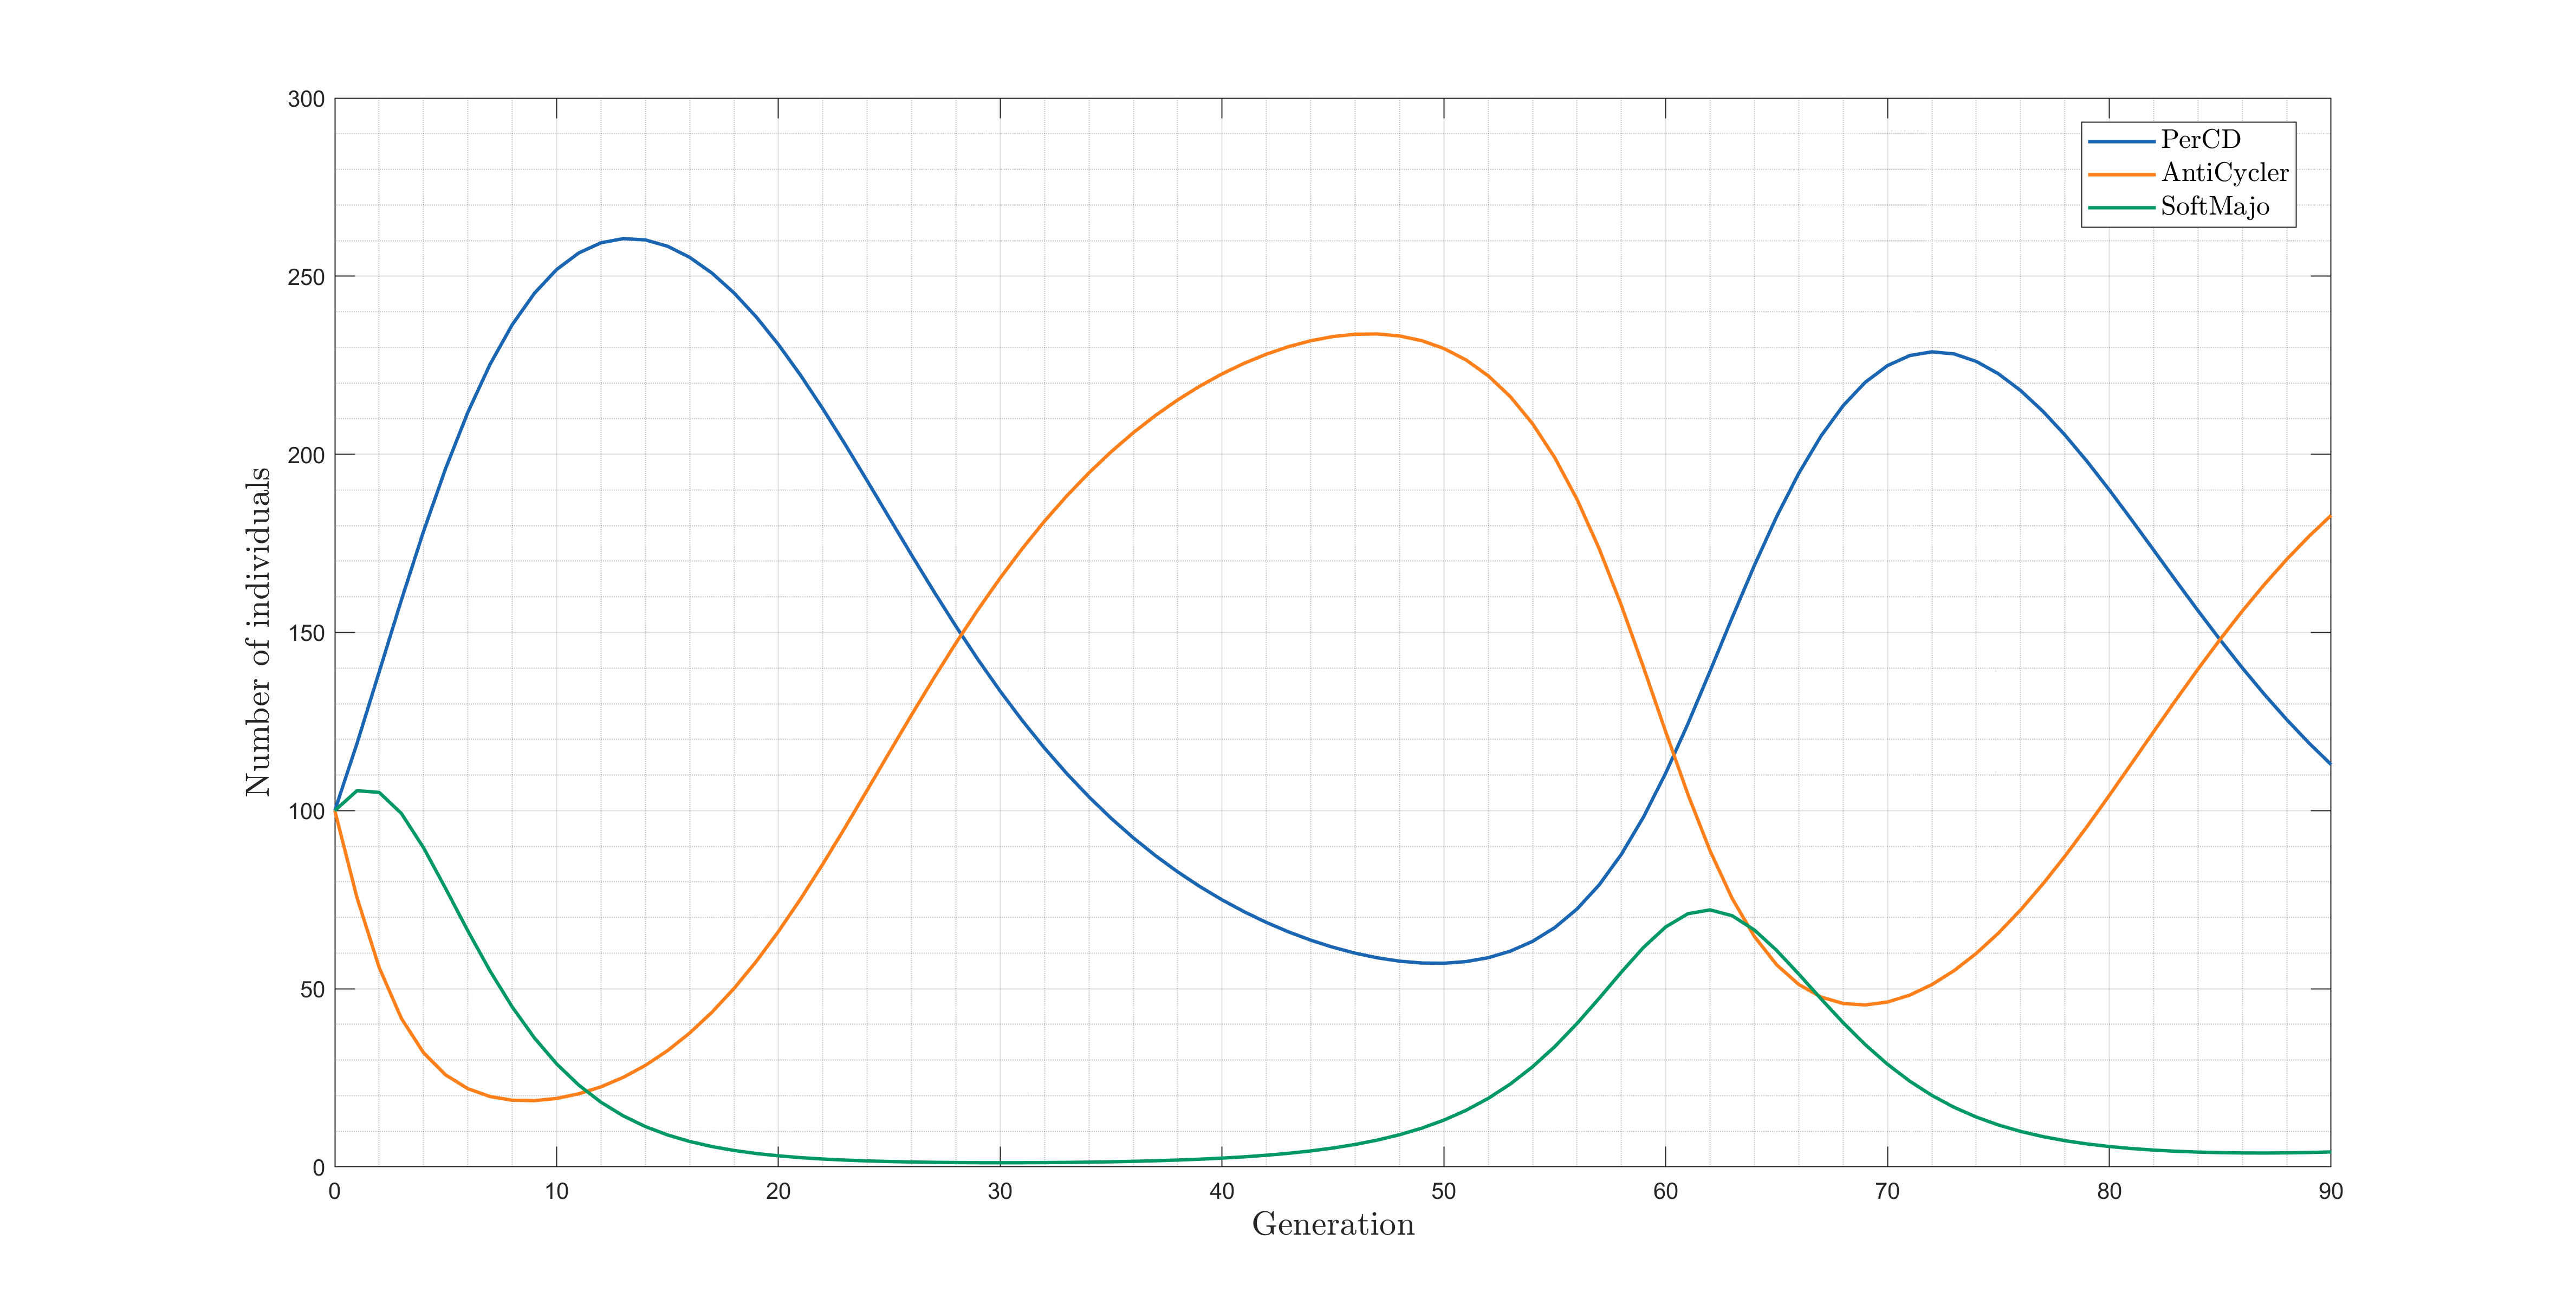 300
250
200
150
100
50
0
Number of individuals
0 10 20 30 40 50 60 70 80 90
Generation
PerCD
AntiCycler
SoftMajo